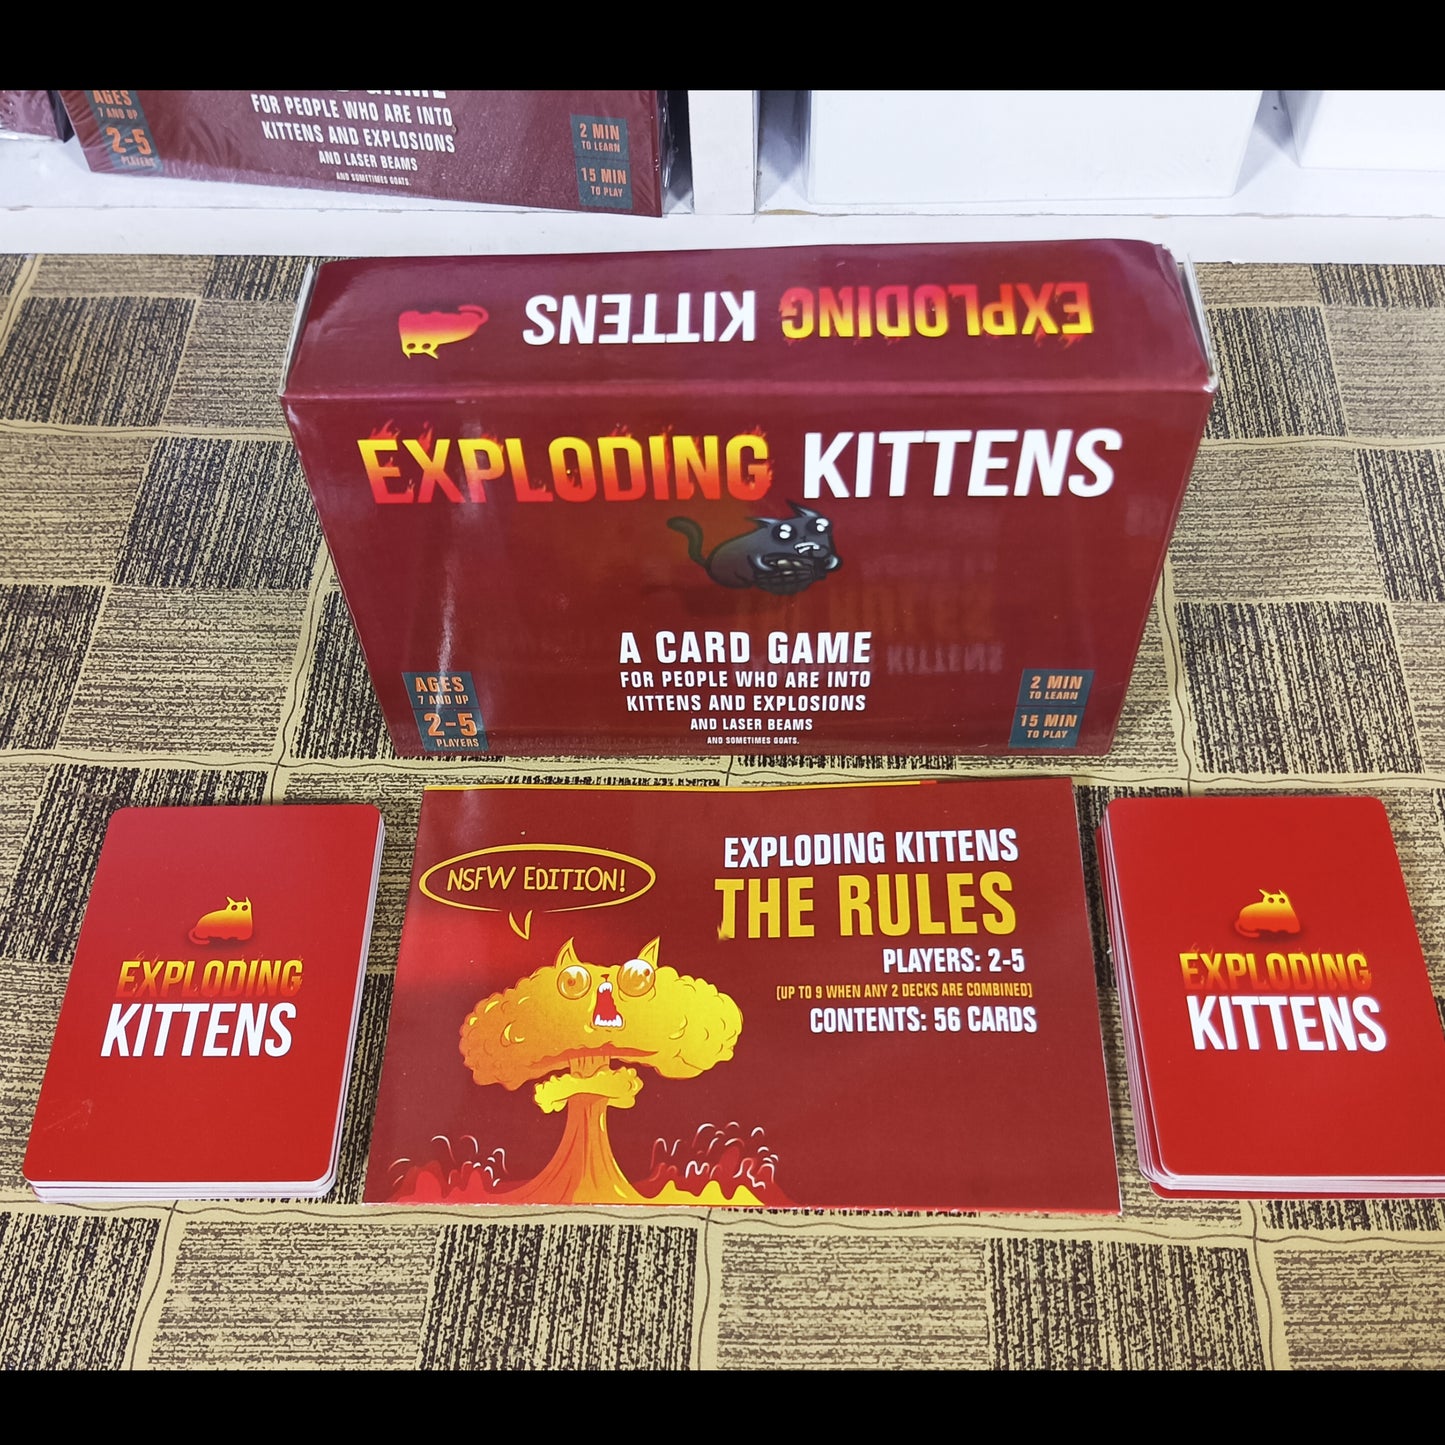 AGES
7 AND UP
2-5
PLAYERS
FOR PEOPLE WHO ARE INTO
KITTENS AND EXPLOSIONS
AND LASER BEAMS
AND SOMETIMES GOATS.
2 MIN
TO LEARN
15 MIN
TO PLAY
EXPLODING KITTENS
EXPLODING KITTENS
A CARD GAME
FOR PEOPLE WHO ARE INTO
KITTENS AND EXPLOSIONS
AND LASER BEAMS
AND SOMETIMES GOATS.
AGES
7 AND UP
2-5
PLAYERS
2 MIN
TO LEARN
15 MIN
TO PLAY
EXPLODING
KITTENS
NSFW EDITION!
EXPLODING KITTENS
THE RULES
PLAYERS: 2-5
(UP TO 9 WHEN ANY 2 DECKS ARE COMBINED)
CONTENTS: 56 CARDS
EXPLODING
KITTENS